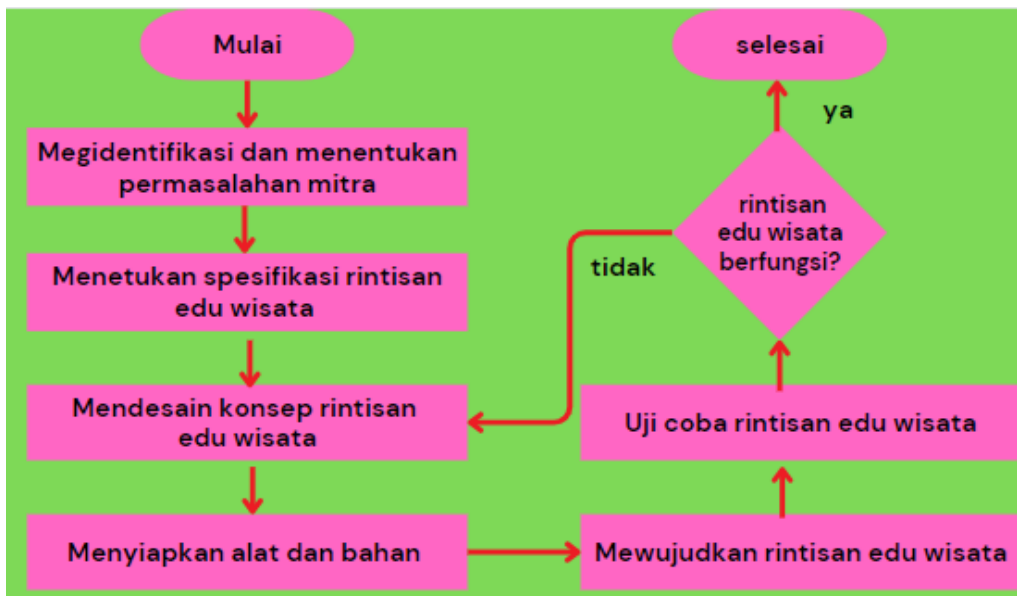 Mulai
Megidentifikasi dan menentukan
permasalahan mitra
Menetukan spesifikasi rintisan
edu wisata
Mendesain konsep rintisan
edu wisata
Menyiapkan alat dan bahan
Mewujudkan rintisan edu wisata
Uji coba rintisan edu wisata
rintisan
edu wisata
berfungsi?
tidak
ya
selesai